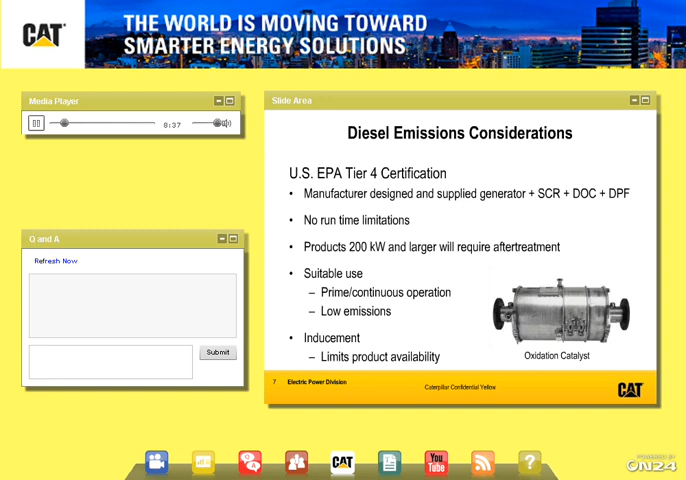 CAT
THE WORLD IS MOVING TOWARD
SMARTER ENERGY SOLUTIONS
Media Player
8:37
Q and A
Refresh Now
Submit
Slide Area
Diesel Emissions Considerations
U.S. EPA Tier 4 Certification
• Manufacturer designed and supplied generator + SCR + DOC + DPF
• No run time limitations
• Products 200 kW and larger will require aftertreatment
• Suitable use
– Prime/continuous operation
– Low emissions
• Inducement
– Limits product availability
Oxidation Catalyst
7 Electric Power Division
Caterpillar Confidential Yellow
CAT
Q A
CAT
You
Tube
?
POWERED BY
ON24